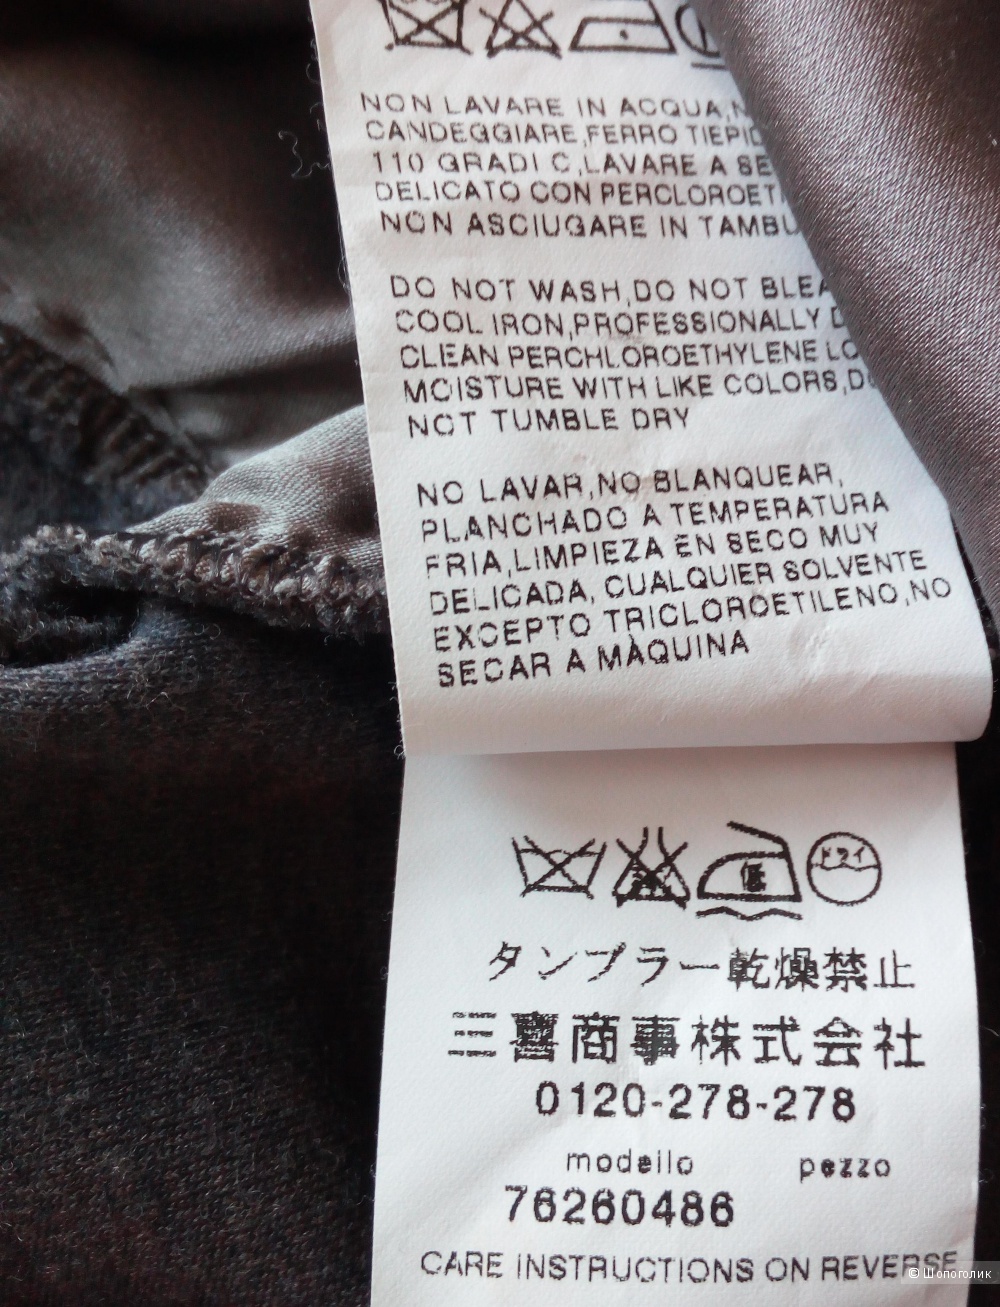 NON LAVARE IN ACQUA,N
CANDEGGIARE,FERRO TIEPID
110 GRADI C,LAVARE A SE
DELICATO CON PERCLOROET
NON ASCIUGARE IN TAMBU
DO NOT WASH,DO NOT BLEA
COOL IRON,PROFESSIONALLY D
CLEAN PERCHLOROETHYLENE LO
MOISTURE WITH LIKE COLORS,DO
NOT TUMBLE DRY
NO LAVAR,NO BLANQUEAR,
PLANCHADO A TEMPERATURA
FRIA,LIMPIEZA EN SECO MUY
DELICADA, CUALQUIER SOLVENTE
EXCEPTO TRICLOROETILENO,NO
SECAR A MÀQUINA
低 ドライ
タンブラー乾燥禁止
三喜商事株式会社
0120-278-278
modello pezzo
76260486
CARE INSTRUCTIONS ON REVERSE
© Шопоголик